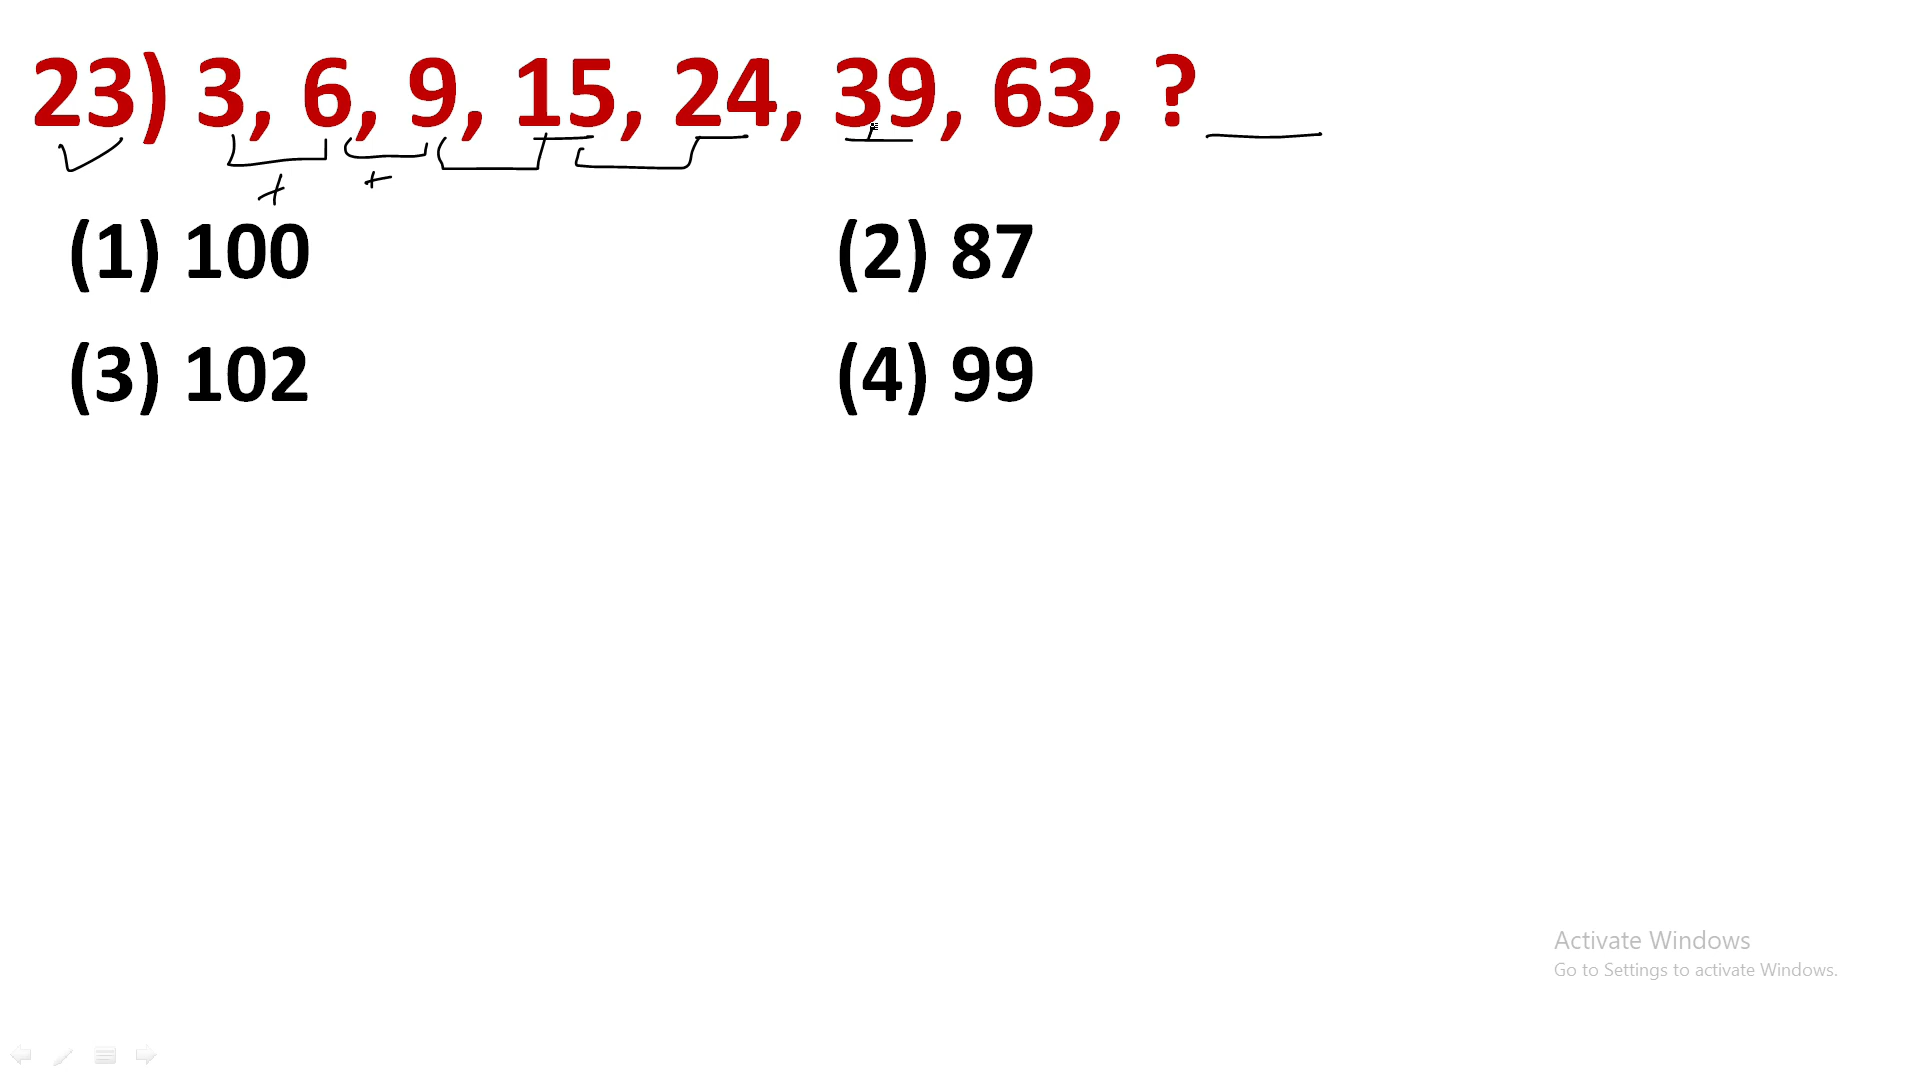 23) 3, 6, 9, 15, 24, 39, 63, ?
+ +
(1) 100 (2) 87
(3) 102 (4) 99
Activate Windows
Go to Settings to activate Windows.